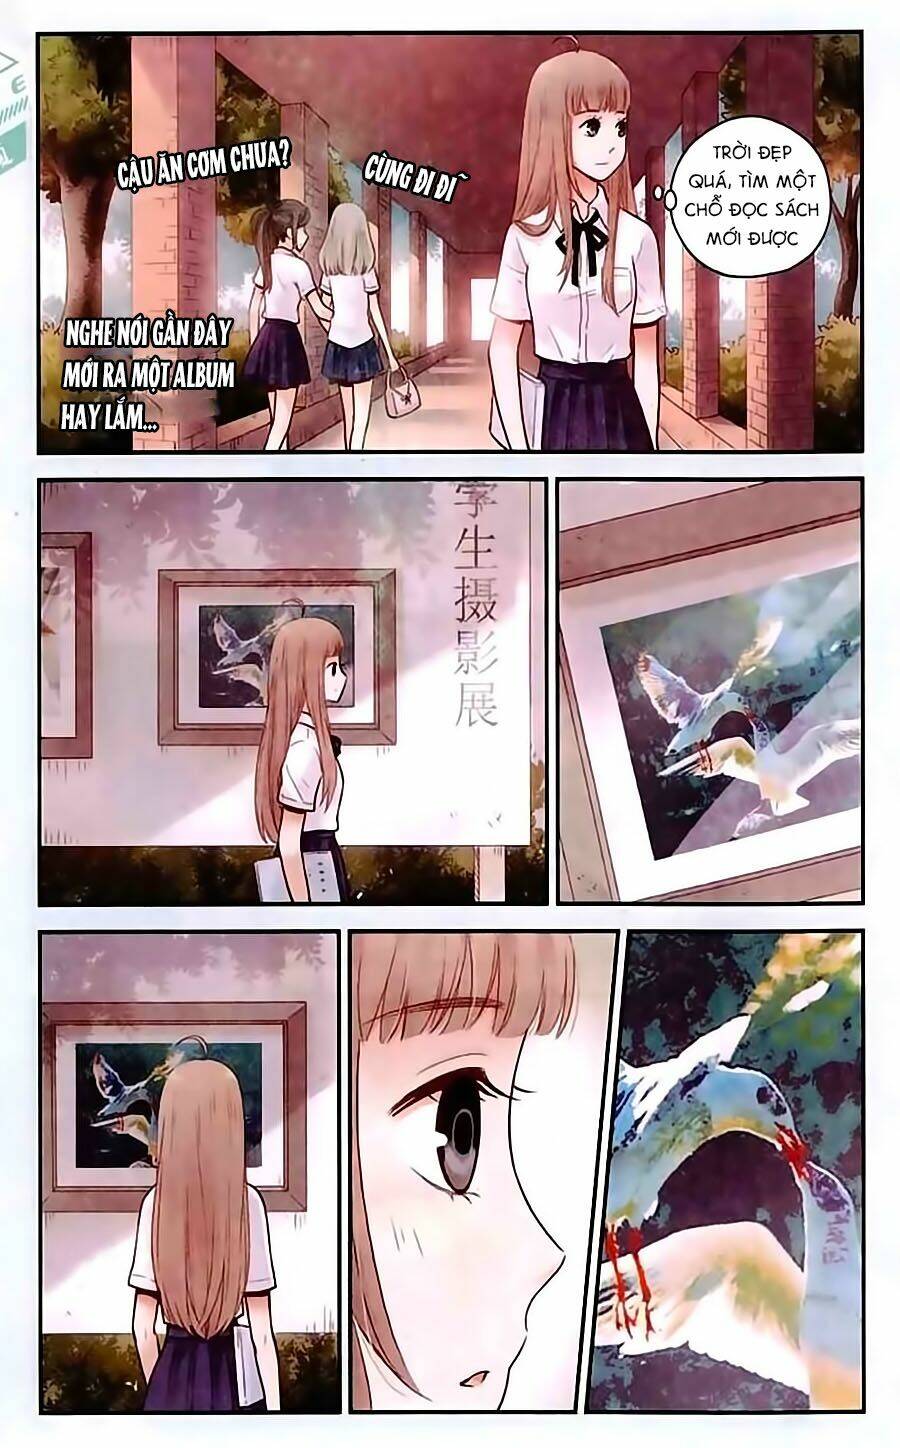 CẬU ĂN CƠM CHƯA?
CÙNG ĐI ĐI~
TRỜI ĐẸP
QUÁ, TÌM MỘT
CHỖ ĐỌC SÁCH
MỚI ĐƯỢC
NGHE NÓI GẦN ĐÂY
MỚI RA MỘT ALBUM
HAY LẮM...
学生摄影展